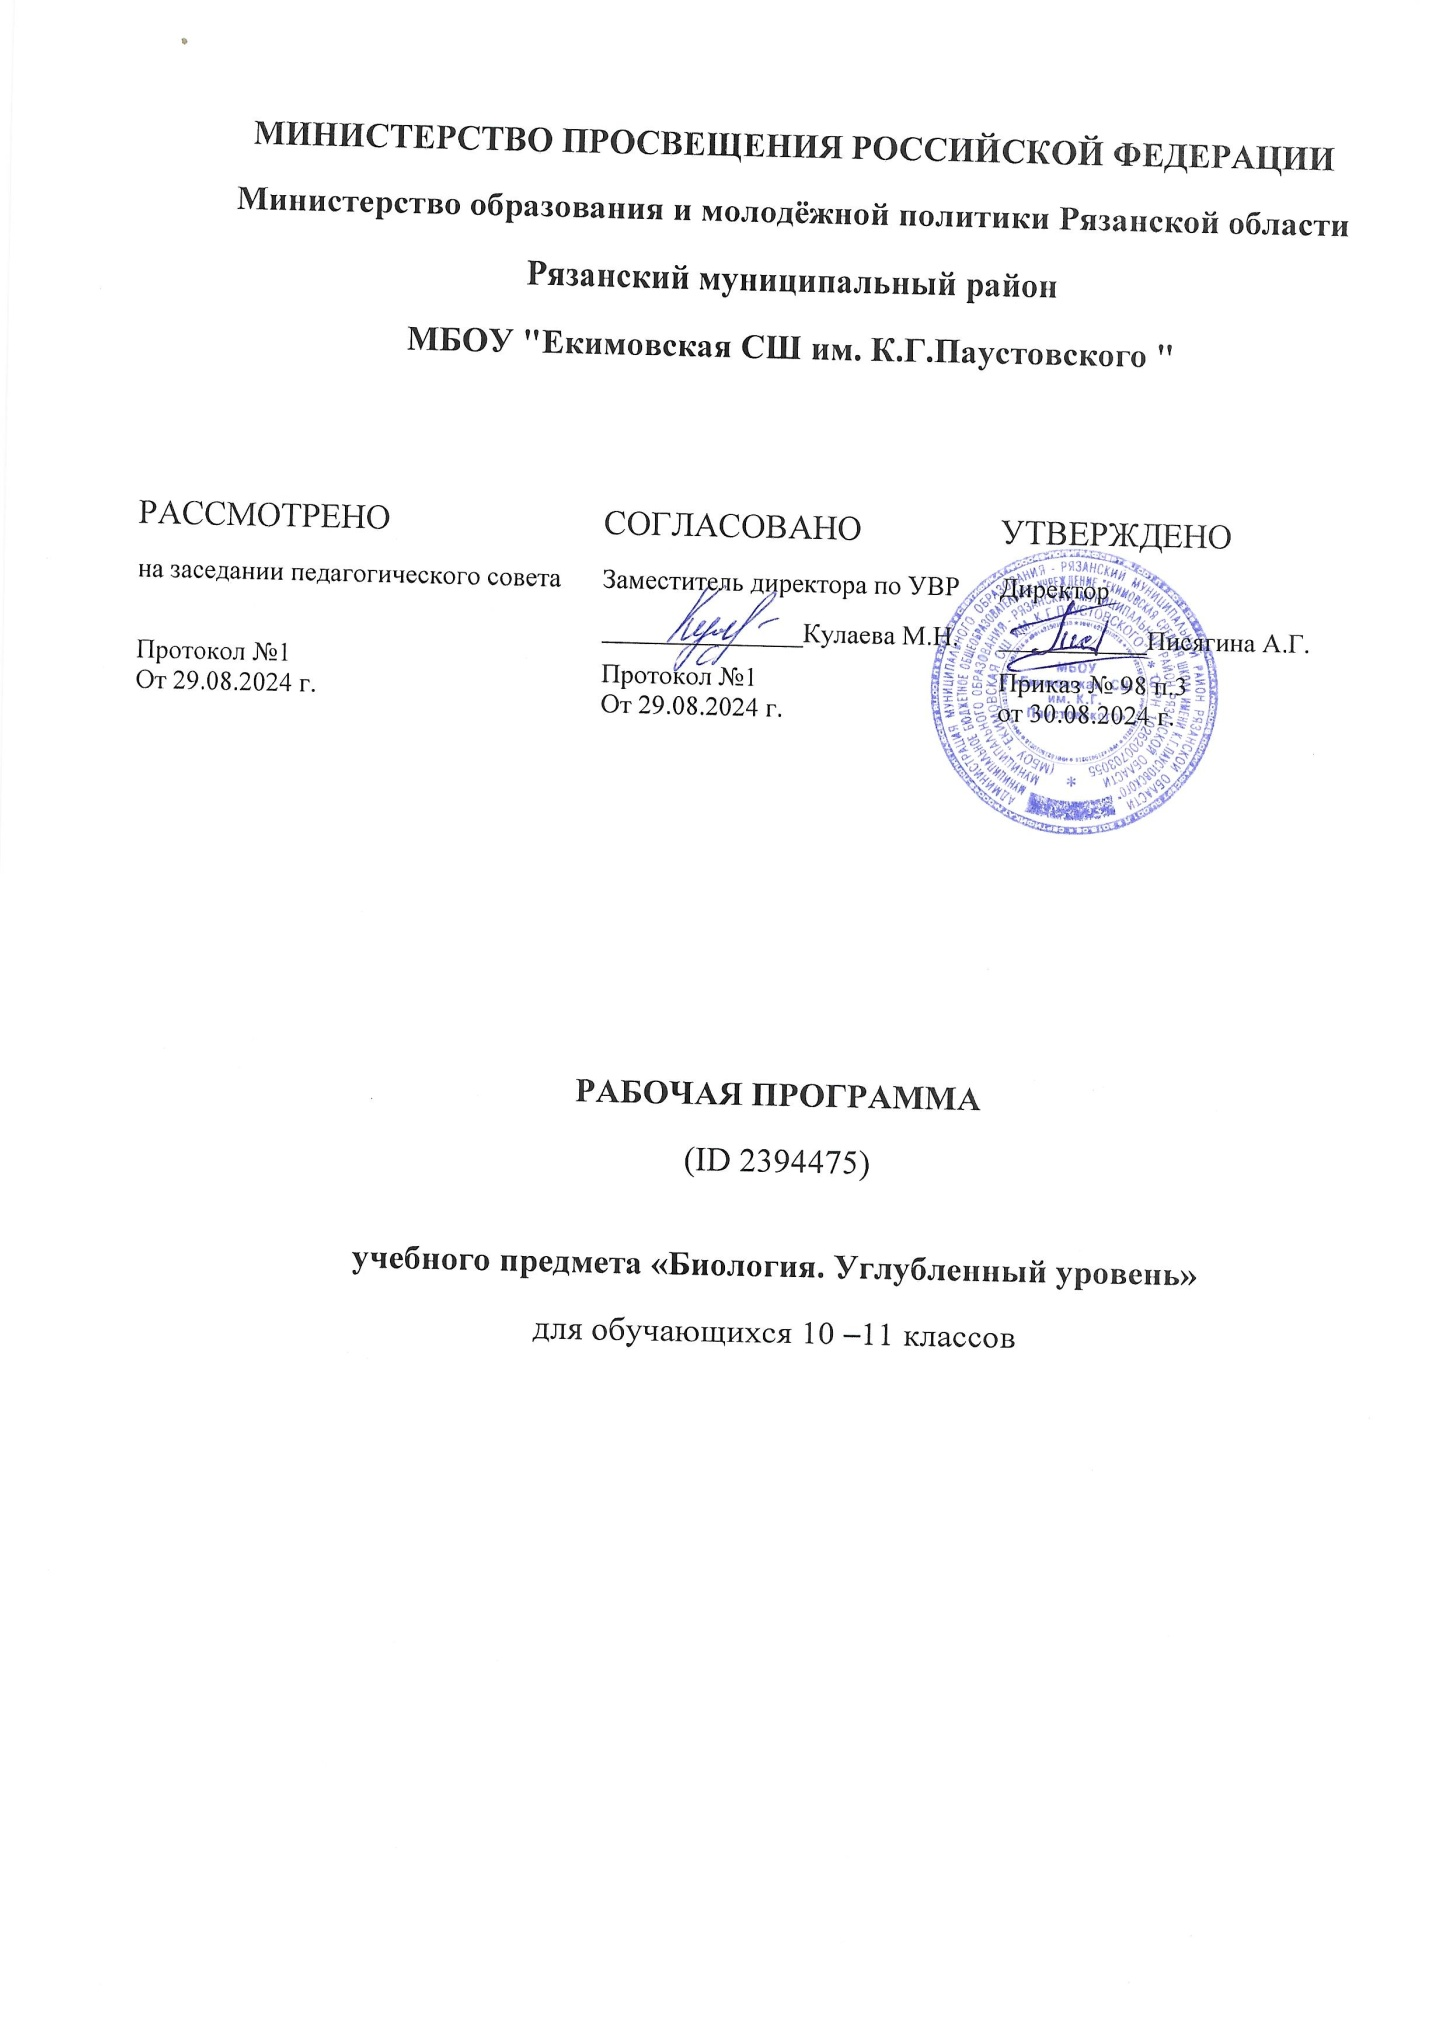 МИНИСТЕРСТВО ПРОСВЕЩЕНИЯ РОССИЙСКОЙ ФЕДЕРАЦИИ
Министерство образования и молодёжной политики Рязанской области
Рязанский муниципальный район
МБОУ "Екимовская СШ им. К.Г.Паустовского "
РАССМОТРЕНО
на заседании педагогического совета
Протокол №1
От 29.08.2024 г.
СОГЛАСОВАНО
Заместитель директора по УВР
Кулаева М.Н.
Протокол №1
От 29.08.2024 г.
УТВЕРЖДЕНО
Директор
Писягина А.Г.
Приказ № 98 п.3
от 30.08.2024 г.
МБОУ
им. К.Г.
РАБОЧАЯ ПРОГРАММА
(ID 2394475)
учебного предмета «Биология. Углубленный уровень»
для обучающихся 10 –11 классов